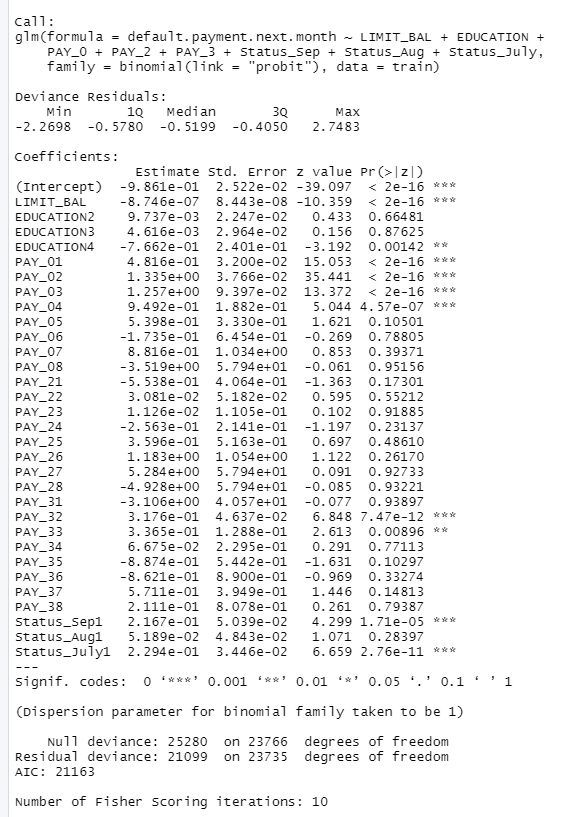 Call:
glm(formula = default.payment.next.month ~ LIMIT_BAL + EDUCATION +
    PAY_0 + PAY_2 + PAY_3 + Status_Sep + Status_Aug + Status_July,
    family = binomial(link = "probit"), data = train)

Deviance Residuals:
    Min       1Q   Median       3Q      Max
-2.2698  -0.5780  -0.5199  -0.4050   2.7483

Coefficients:
              Estimate Std. Error z value Pr(>|z|)
(Intercept)  -9.861e-01  2.522e-02 -39.097  < 2e-16 ***
LIMIT_BAL    -8.746e-07  8.443e-08 -10.359  < 2e-16 ***
EDUCATION2    9.737e-03  2.247e-02   0.433  0.66481
EDUCATION3    4.616e-03  2.964e-02   0.156  0.87625
EDUCATION4   -7.662e-01  2.401e-01  -3.192  0.00142 **
PAY_01        4.816e-01  3.200e-02  15.053  < 2e-16 ***
PAY_02        1.335e+00  3.766e-02  35.441  < 2e-16 ***
PAY_03        1.257e+00  9.397e-02  13.372  < 2e-16 ***
PAY_04        9.492e-01  1.882e-01   5.044 4.57e-07 ***
PAY_05        5.398e-01  3.330e-01   1.621  0.10501
PAY_06       -1.735e-01  6.454e-01  -0.269  0.78805
PAY_07        8.816e-01  1.034e+00   0.853  0.39371
PAY_08       -3.519e+00  5.794e+01  -0.061  0.95156
PAY_21       -5.538e-01  4.064e-01  -1.363  0.17301
PAY_22        3.081e-02  5.182e-02   0.595  0.55212
PAY_23        1.126e-02  1.105e-01   0.102  0.91885
PAY_24       -2.563e-01  2.141e-01  -1.197  0.23137
PAY_25        3.596e-01  5.163e-01   0.697  0.48610
PAY_26        1.183e+00  1.054e+00   1.122  0.26170
PAY_27        5.284e+00  5.794e+01   0.091  0.92733
PAY_28       -4.928e+00  5.794e+01  -0.085  0.93221
PAY_31       -3.106e+00  4.057e+01  -0.077  0.93897
PAY_32        3.176e-01  4.637e-02   6.848 7.47e-12 ***
PAY_33        3.365e-01  1.288e-01   2.613  0.00896 **
PAY_34        6.675e-02  2.295e-01   0.291  0.77113
PAY_35       -8.874e-01  5.442e-01  -1.631  0.10297
PAY_36       -8.621e-01  8.900e-01  -0.969  0.33274
PAY_37        5.711e-01  3.949e-01   1.446  0.14813
PAY_38        2.111e-01  8.078e-01   0.261  0.79387
Status_Sep1   2.167e-01  5.039e-02   4.299 1.71e-05 ***
Status_Aug1   5.189e-02  4.843e-02   1.071  0.28397
Status_July1  2.294e-01  3.446e-02   6.659 2.76e-11 ***
---
Signif. codes:  0 ‘***’ 0.001 ‘**’ 0.01 ‘*’ 0.05 ‘.’ 0.1 ‘ ’ 1

(Dispersion parameter for binomial family taken to be 1)

    Null deviance: 25280  on 23766  degrees of freedom
Residual deviance: 21099  on 23735  degrees of freedom
AIC: 21163

Number of Fisher Scoring iterations: 10